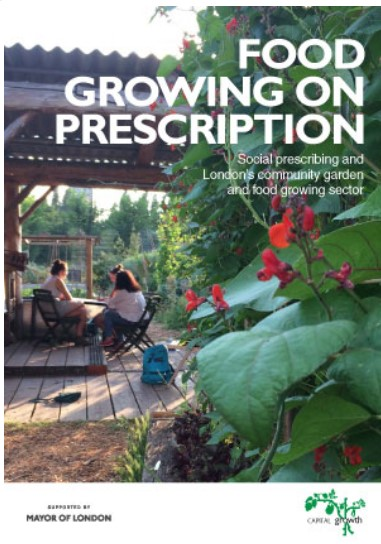 FOOD
GROWING ON
PRESCRIPTION
Social prescribing and
London's community garden
and food growing sector
SUPPORTED BY
MAYOR OF LONDON
CAPITAL growth